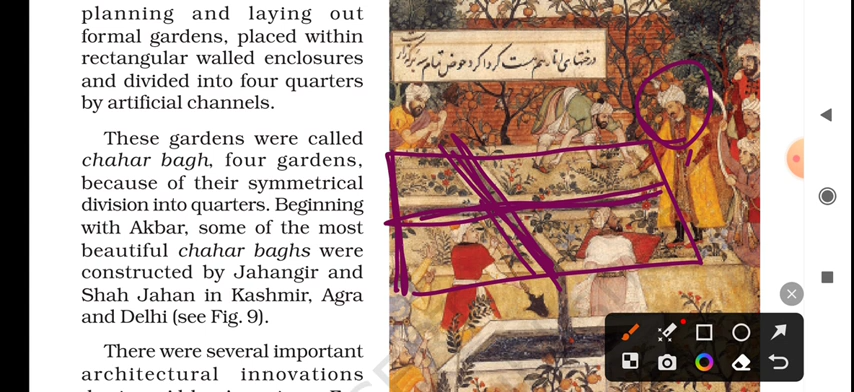 planning and laying out
formal gardens, placed within
rectangular walled enclosures
and divided into four quarters
by artificial channels.
These gardens were called
chahar bagh, four gardens,
because of their symmetrical
division into quarters. Beginning
with Akbar, some of the most
beautiful chahar baghs were
constructed by Jahangir and
Shah Jahan in Kashmir, Agra
and Delhi (see Fig. 9).
There were several important
architectural innovations
درختهای